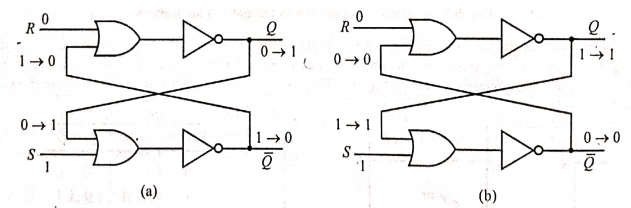 R 0
Q
0 → 1
1 → 0
0 → 1
1 → 0
S
1
Q̅
(a)
R 0
Q
1 → 1
0 → 0
1 → 1
0 → 0
S
1
Q̅
(b)